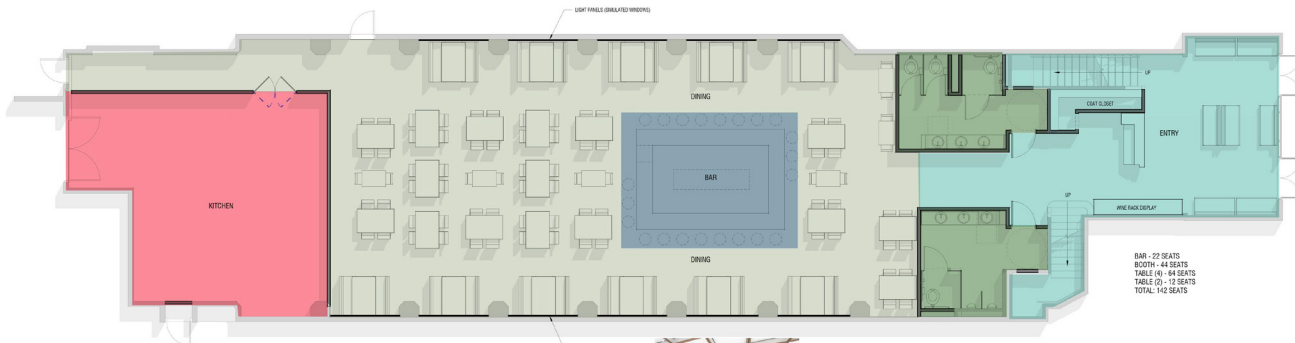 LIGHT PANELS (SIMULATED WINDOWS)
UP
DINING
COAT CLOSET
ENTRY
BAR
KITCHEN
UP
WINE RACK DISPLAY
DINING
BAR - 22 SEATS
BOOTH - 44 SEATS
TABLE (4) - 64 SEATS
TABLE (2) - 12 SEATS
TOTAL: 142 SEATS